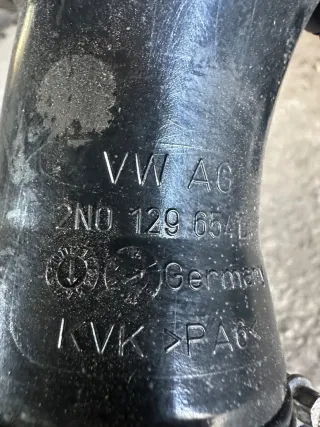 VW AG
2N0 129 654
Germany
KVK >PA6<